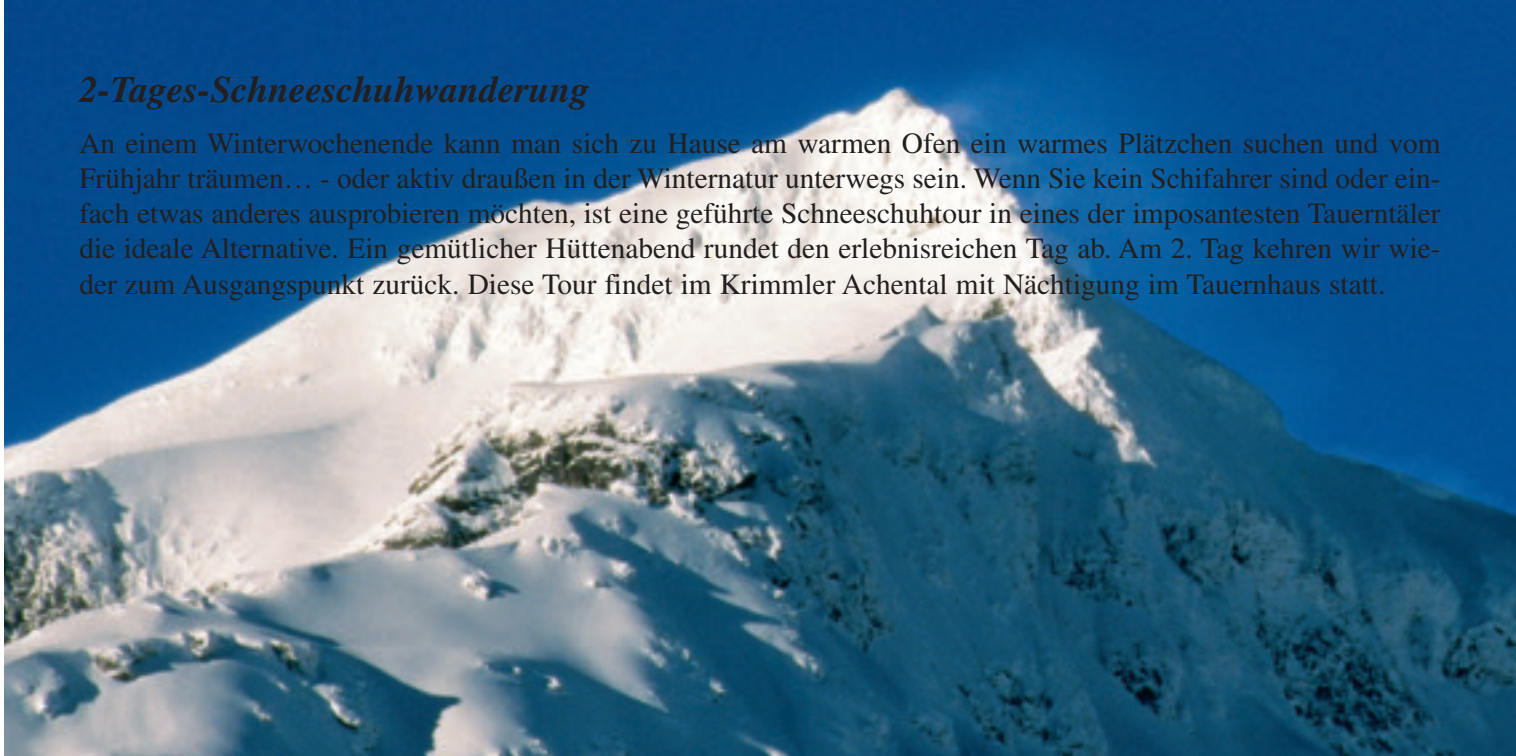 2-Tages-Schneeschuhwanderung
An einem Winterwochenende kann man sich zu Hause am warmen Ofen ein warmes Plätzchen suchen und vom
Frühjahr träumen… - oder aktiv draußen in der Winternatur unterwegs sein. Wenn Sie kein Schifahrer sind oder ein-
fach etwas anderes ausprobieren möchten, ist eine geführte Schneeschuhtour in eines der imposantesten Tauerntäler
die ideale Alternative. Ein gemütlicher Hüttenabend rundet den erlebnisreichen Tag ab. Am 2. Tag kehren wir wie-
der zum Ausgangspunkt zurück. Diese Tour findet im Krimmler Achental mit Nächtigung im Tauernhaus statt.